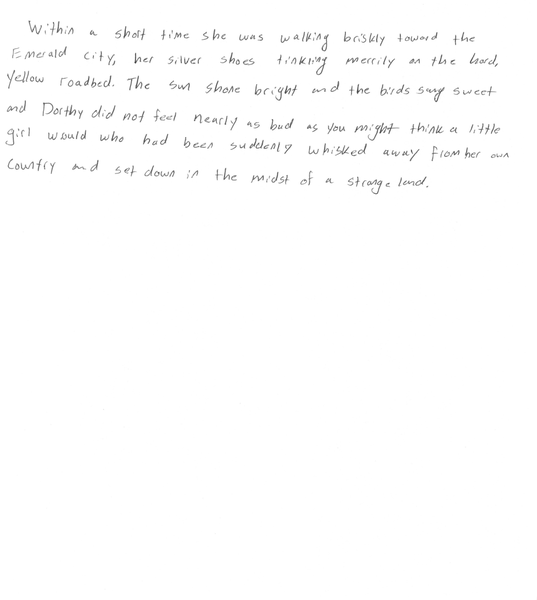 Within a short time she was walking briskly toward the
Emerald city, her silver shoes tinkling merrily on the hard,
Yellow roadbed. The sun shone bright and the birds sang sweet
and Dorthy did not feel nearly as bad as you might think a little
girl would who had been suddenly whisked away from her own
Country and set down in the midst of a strange land.